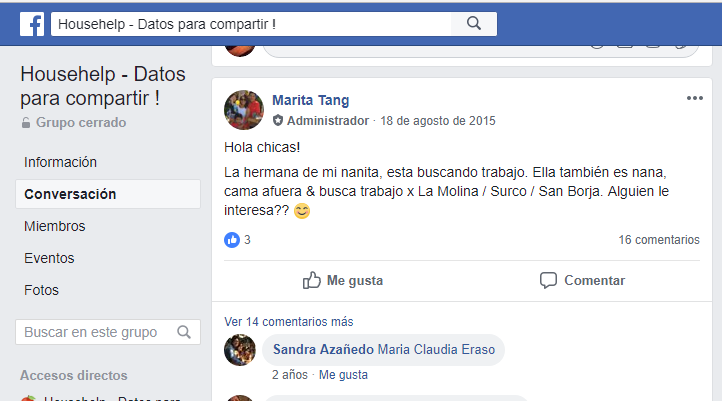 Househelp - Datos para compartir !
Househelp - Datos
para compartir !
Grupo cerrado
Información
Conversación
Miembros
Eventos
Fotos
Buscar en este grupo
Accesos directos
Househelp - Datos para
Marita Tang
Administrador · 18 de agosto de 2015
Hola chicas!
La hermana de mi nanita, esta buscando trabajo. Ella también es nana,
cama afuera & busca trabajo x La Molina / Surco / San Borja. Alguien le
interesa??
3
16 comentarios
Me gusta
Comentar
Ver 14 comentarios más
Sandra Azañedo Maria Claudia Eraso
2 años · Me gusta